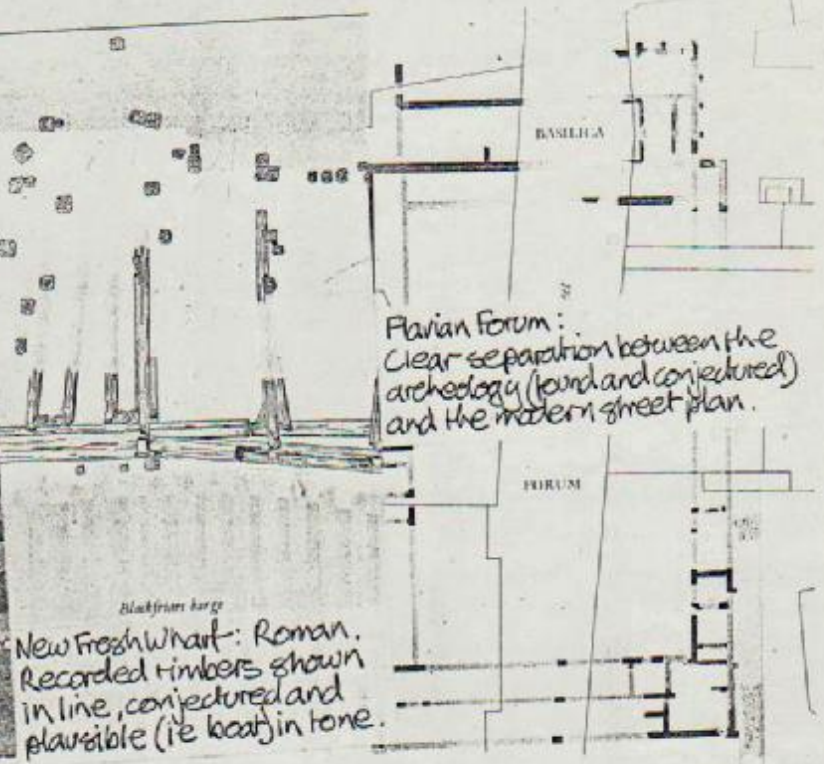 BASILICA
Flavian Forum:
Clear separation between the
archeology (found and conjectured)
and the modern street plan.
FORUM
Blackfriars barge
New Fresh Wharf: Roman.
Recorded timbers shown
in line, conjectured and
plausible (ie boat) in tone.